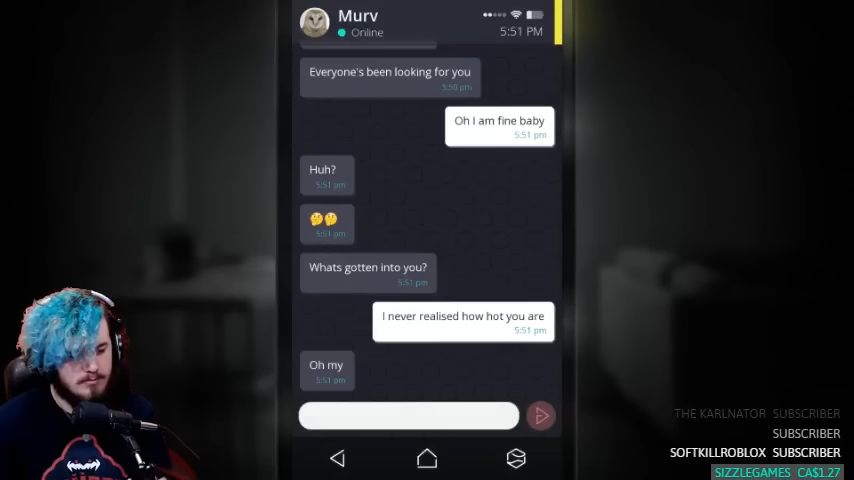 Murv
Online
5:51 PM
Everyone's been looking for you
5:50 pm
Oh I am fine baby
5:51 pm
Huh?
5:51 pm
🤔🤔
5:51 pm
Whats gotten into you?
5:51 pm
I never realised how hot you are
5:51 pm
Oh my
5:51 pm
THE KARLNATOR SUBSCRIBER
SUBSCRIBER
SOFTKILLROBLOX SUBSCRIBER
SIZZLEGAMES CA$1.27